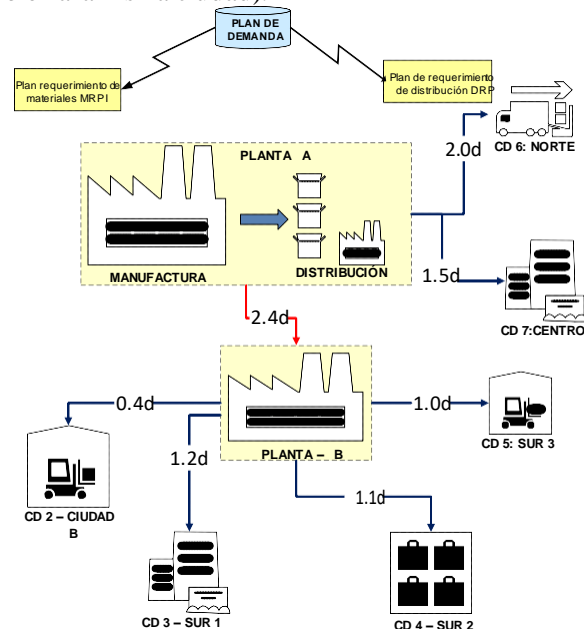 PLAN DE
DEMANDA
Plan requerimiento de
materiales MRPI
Plan de requerimiento
de distribución DRP
CD 6: NORTE
2.0d
PLANTA A
MANUFACTURA
DISTRIBUCIÓN
1.5d
CD 7:CENTRO
2.4d
0.4d
1.0d
CD 5: SUR 3
PLANTA – B
1.2d
1.1d
CD 2 – CIUDAD
B
CD 3 – SUR 1
CD 4 – SUR 2